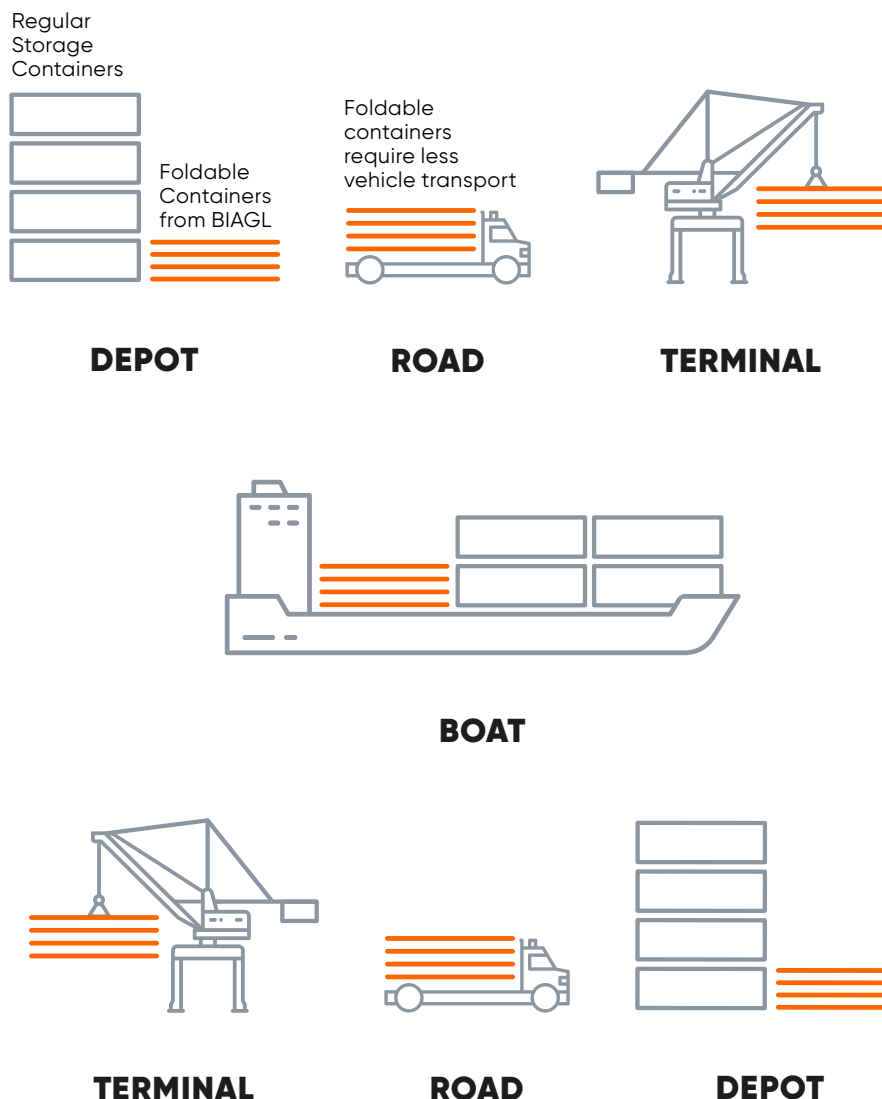 Regular
Storage
Containers
Foldable
Containers
from BIAGL
Foldable
containers
require less
vehicle transport
DEPOT
ROAD
TERMINAL
BOAT
TERMINAL
ROAD
DEPOT